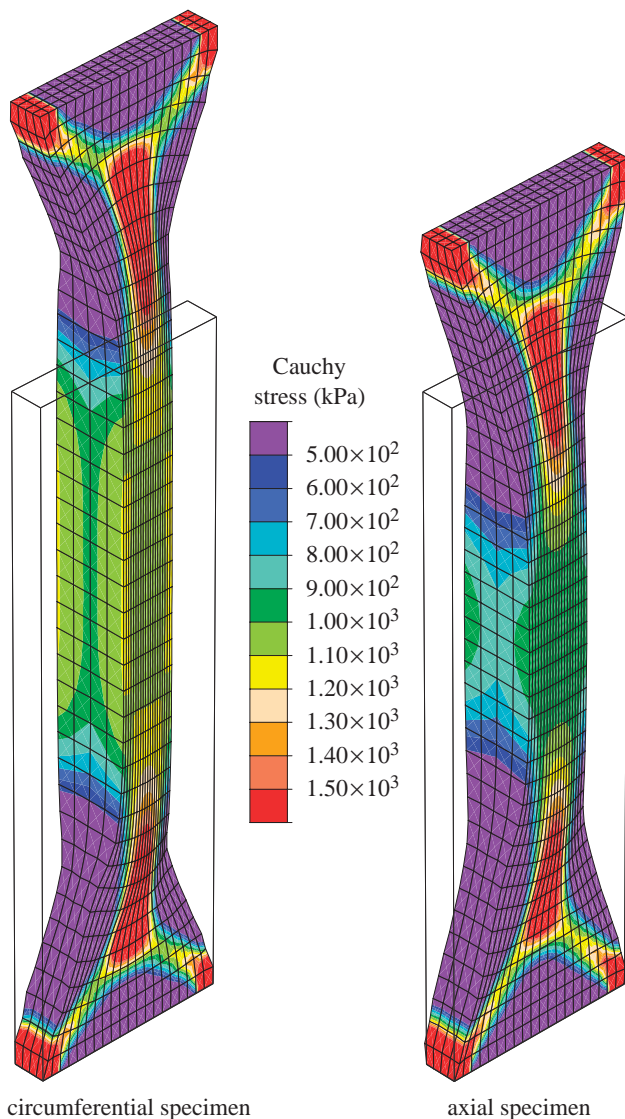 Cauchy
stress (kPa)
5.00×10²
6.00×10²
7.00×10²
8.00×10²
9.00×10²
1.00×10³
1.10×10³
1.20×10³
1.30×10³
1.40×10³
1.50×10³
circumferential specimen
axial specimen